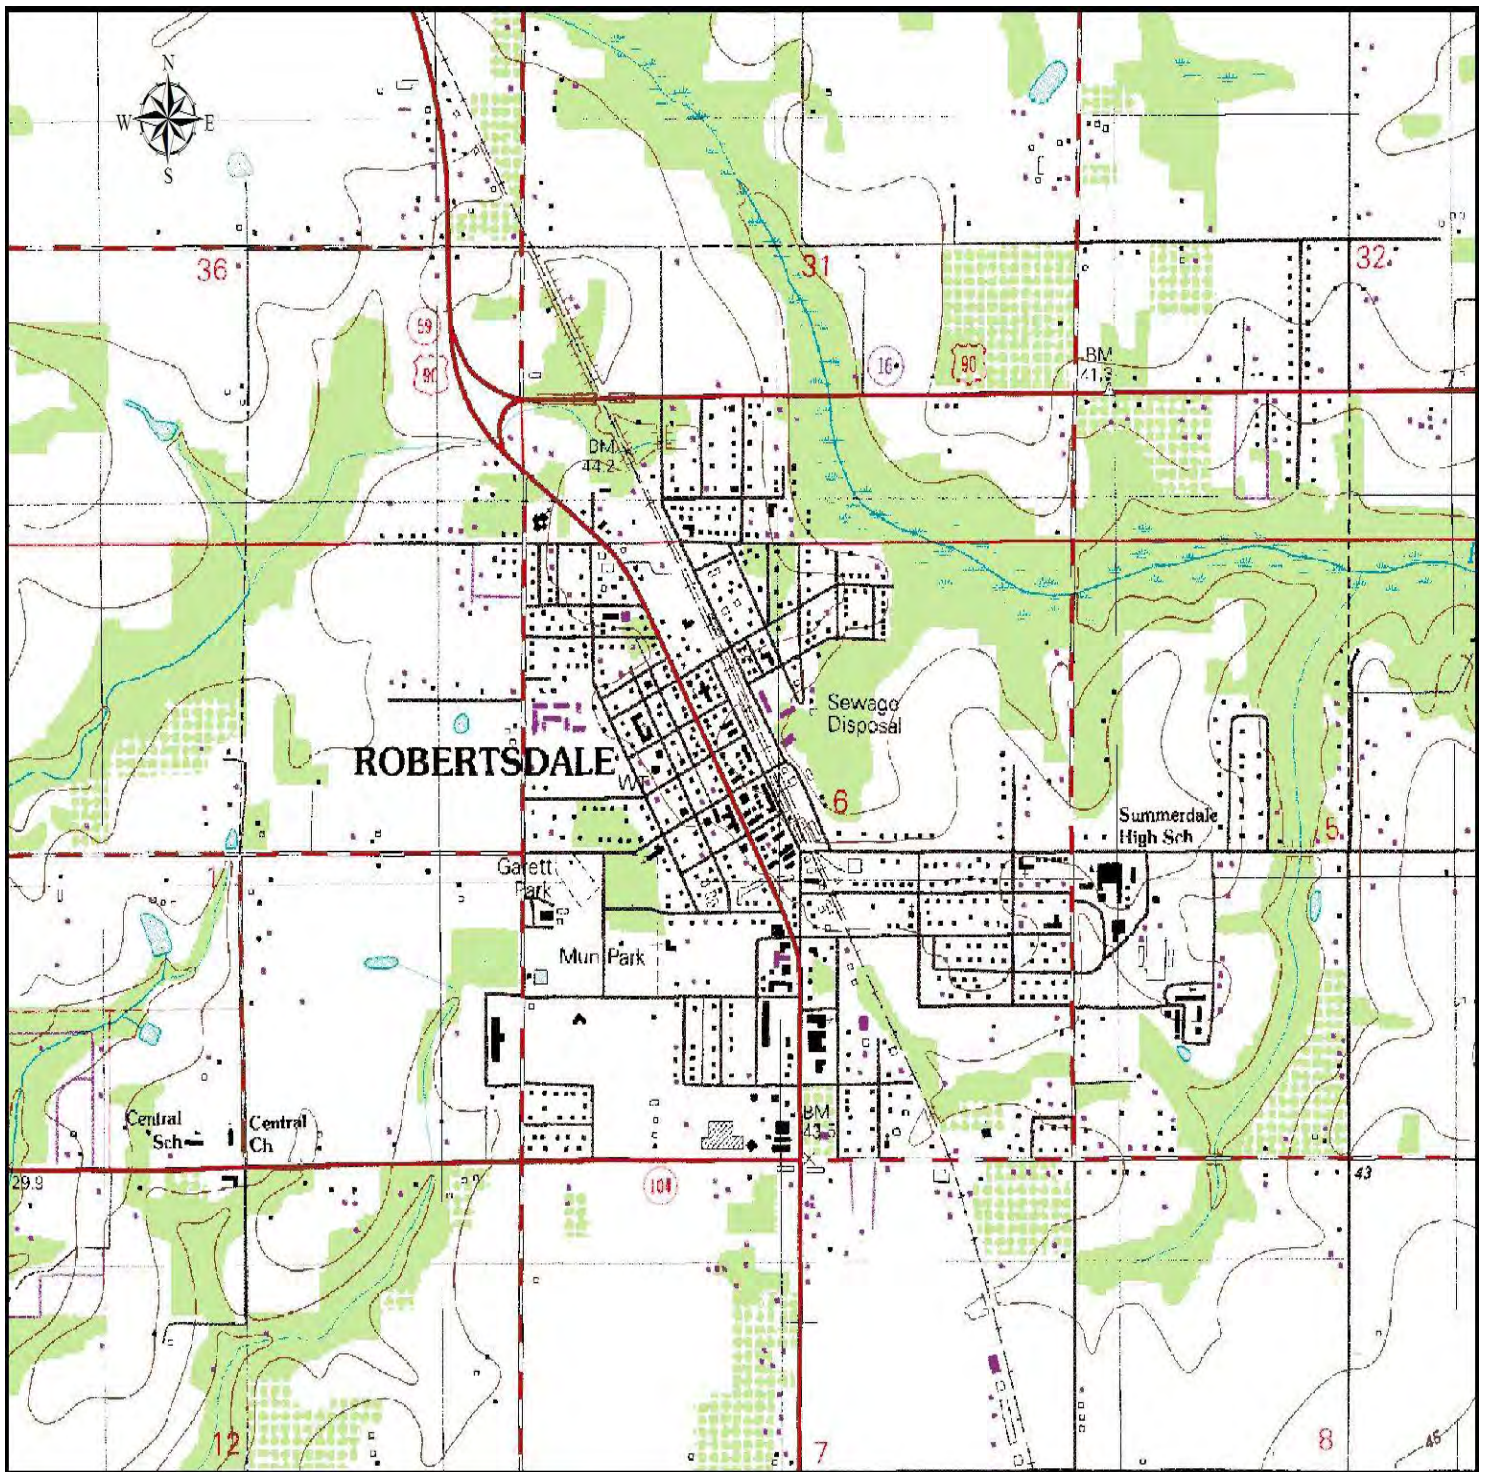 N
W E
S
36
31
32
59
90
16
90
BM
41.3
BM
44.2
Sewage
Disposal
ROBERTSDALE
WT
6
Summerdale
High Sch
5
Garett
Park
1
Mun Park
BM
43.5
Central
Sch
Central
Ch
29.9
104
43
12
7
8
45